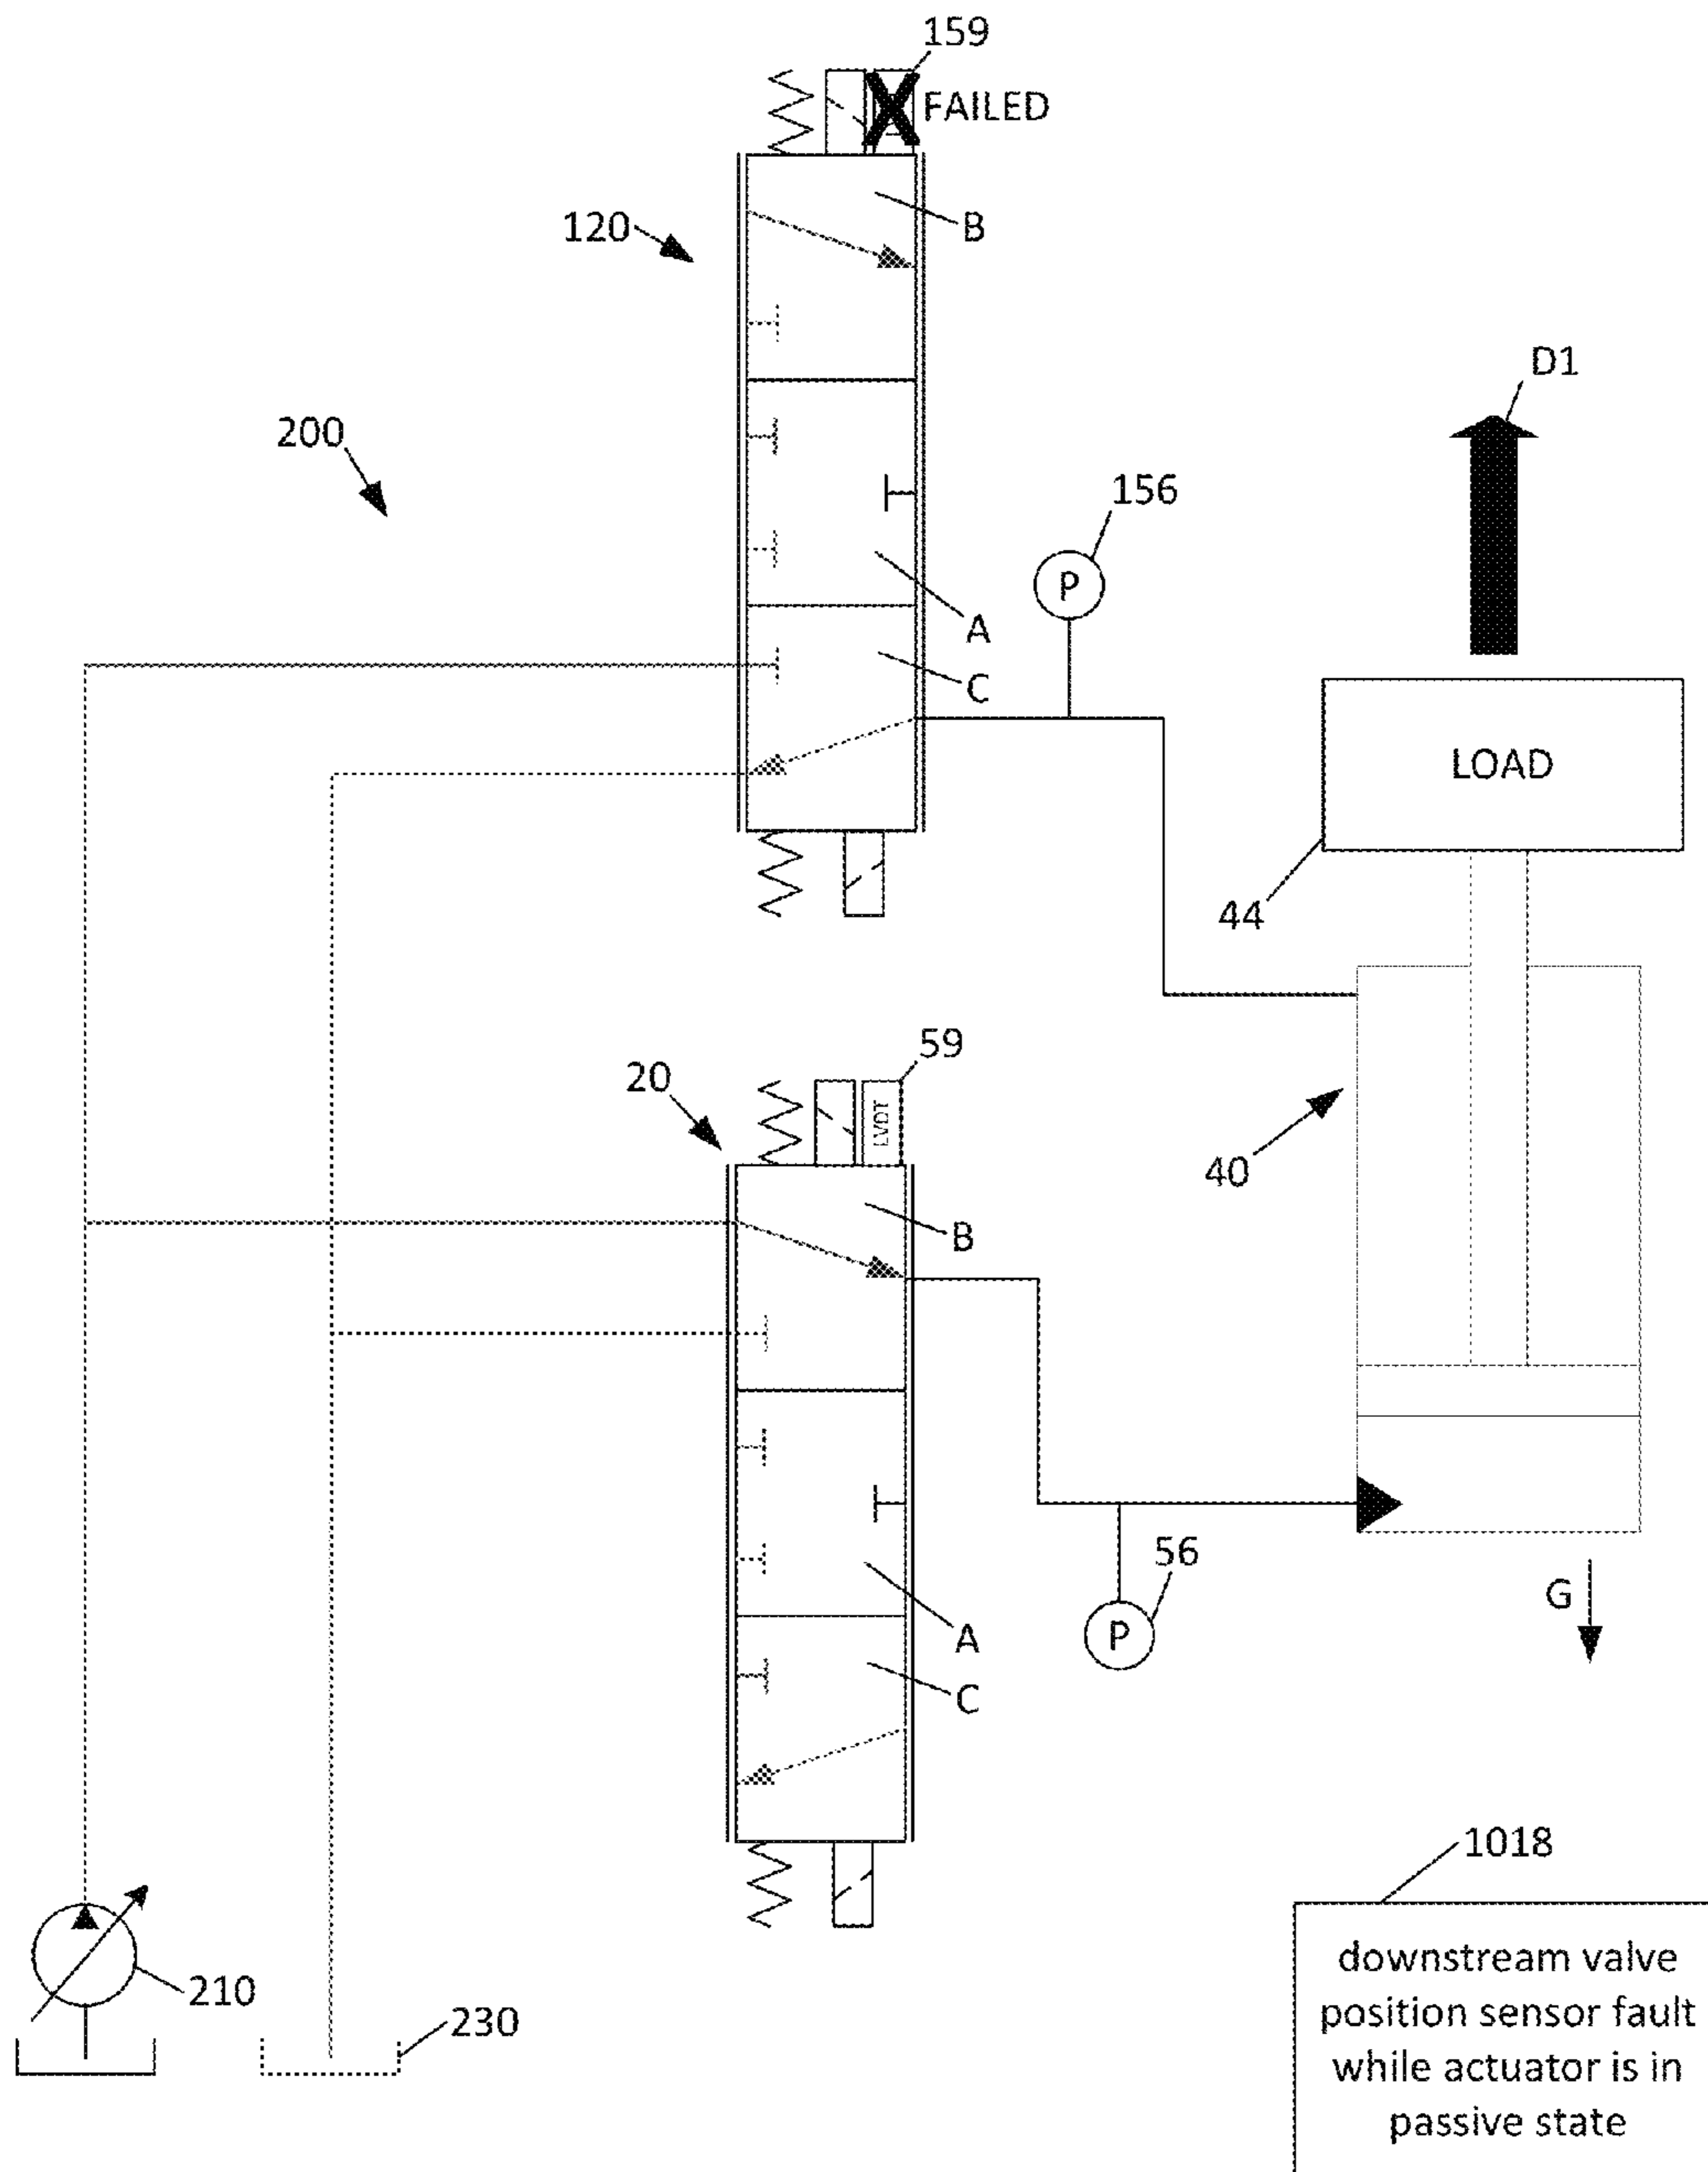 159
FAILED
B
120
D1
200
156
P
A
C
LOAD
44
59
20
LVDT
40
B
56
G
A
P
C
1018
210
230
downstream valve
position sensor fault
while actuator is in
passive state